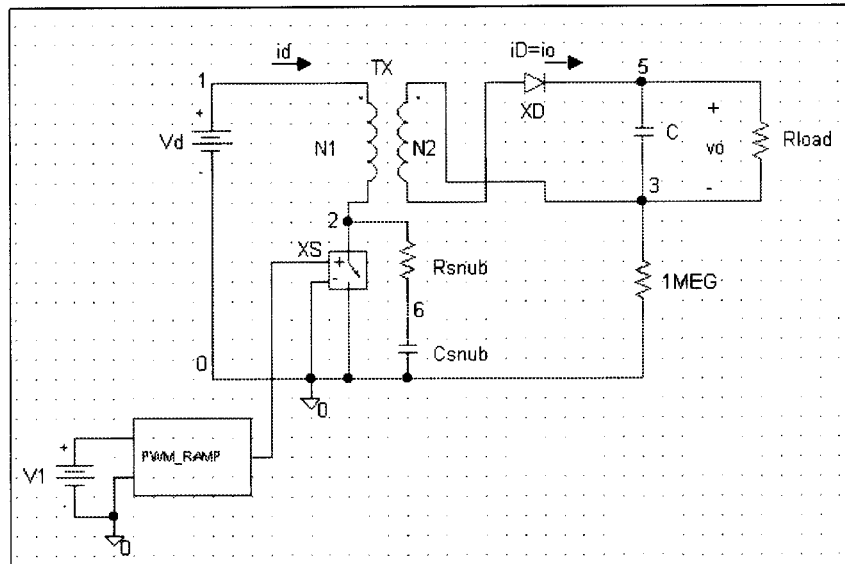 id
iD=io
1
TX
5
+
XD
+
Vd
N1
N2
C
vo
Rload
-
3
-
2
XS
+
-
Rsnub
1MEG
6
0
Csnub
0
+
V1
PWM_RAMP
-
0